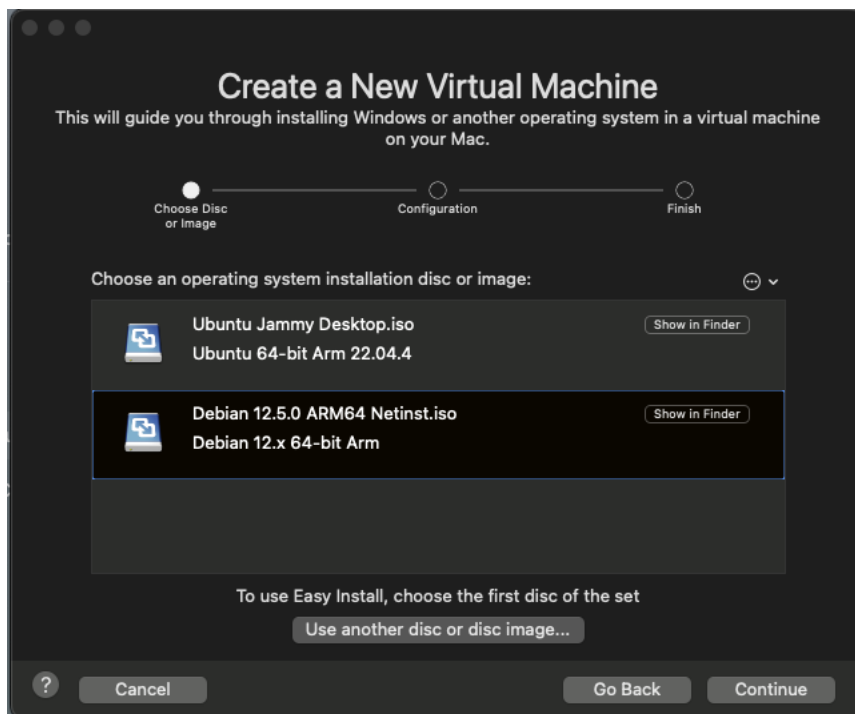 Create a New Virtual Machine
This will guide you through installing Windows or another operating system in a virtual machine
on your Mac.
Choose Disc
or Image
Configuration
Finish
Choose an operating system installation disc or image:
Ubuntu Jammy Desktop.iso
Show in Finder
Ubuntu 64-bit Arm 22.04.4
Debian 12.5.0 ARM64 Netinst.iso
Show in Finder
Debian 12.x 64-bit Arm
To use Easy Install, choose the first disc of the set
Use another disc or disc image...
? Cancel Go Back Continue